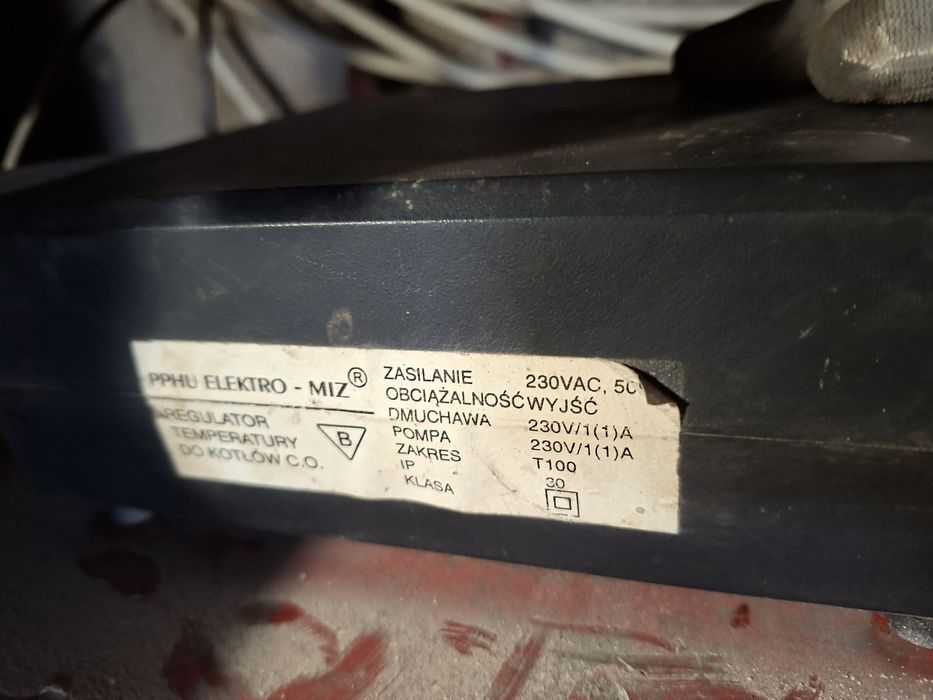 PPHU ELEKTRO - MIZ®
REGULATOR
TEMPERATURY
DO KOTŁÓW C.O.
B
ZASILANIE 230VAC,
OBCIĄŻALNOŚĆ WYJŚĆ
DMUCHAWA 230V/1(1)A
POMPA 230V/1(1)A
ZAKRES T100
IP 30
KLASA